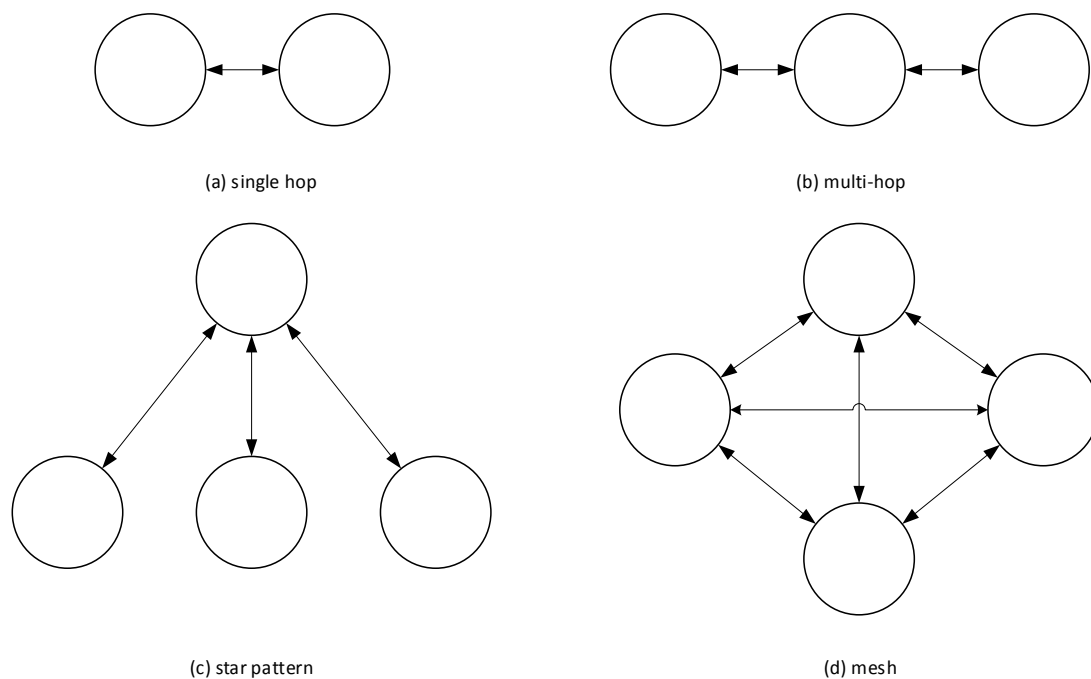 (a) single hop
(b) multi-hop
(c) star pattern
(d) mesh